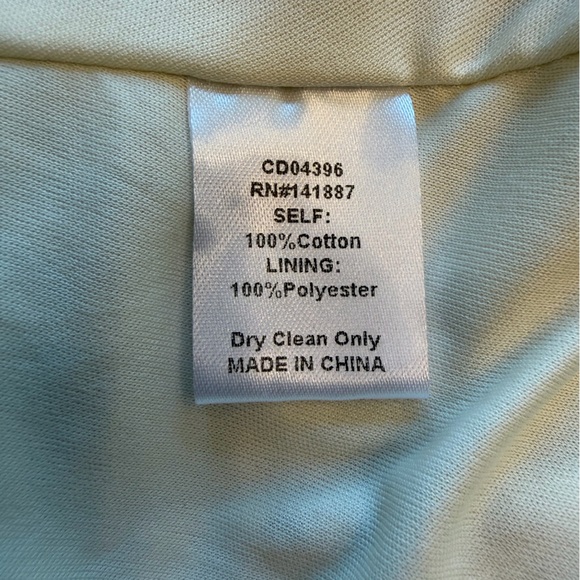 CD04396
RN#141887
SELF:
100%Cotton
LINING:
100%Polyester
Dry Clean Only
MADE IN CHINA